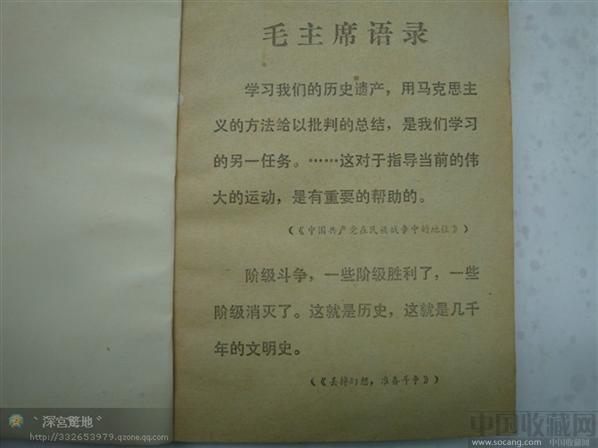 毛主席语录
学习我们的历史遗产，用马克思主
义的方法给以批判的总结，是我们学习
的另一任务。……这对于指导当前的伟
大的运动，是有重要的帮助的。
（《中国共产党在民族战争中的地位》）
阶级斗争，一些阶级胜利了，一些
阶级消灭了。这就是历史，这就是几千
年的文明史。
（《丢掉幻想，准备斗争》）
http://332653979.qzone.qq.com
中国收藏网
www.socang.com